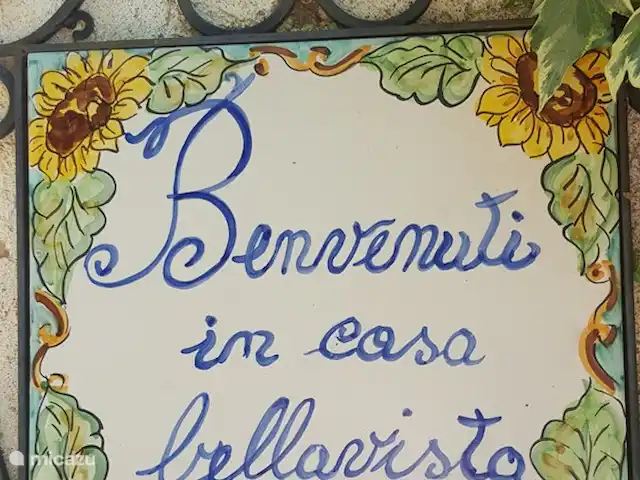 Benvenuti
in casa
bellavista
micazu